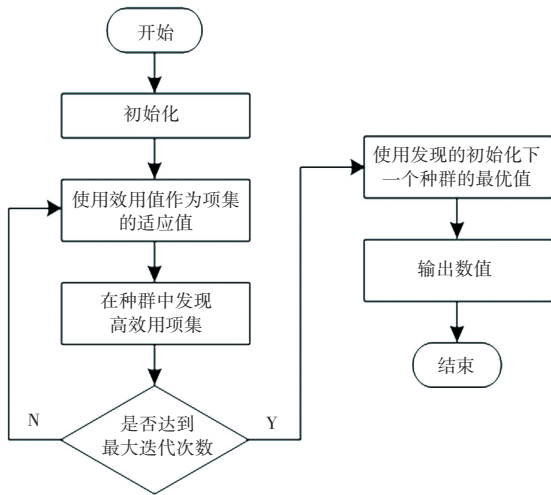 开始
初始化
使用效用值作为项集
的适应值
在种群中发现
高效用项集
是否达到
最大迭代次数
N
Y
使用发现的初始化下
一个种群的最优值
输出数值
结束